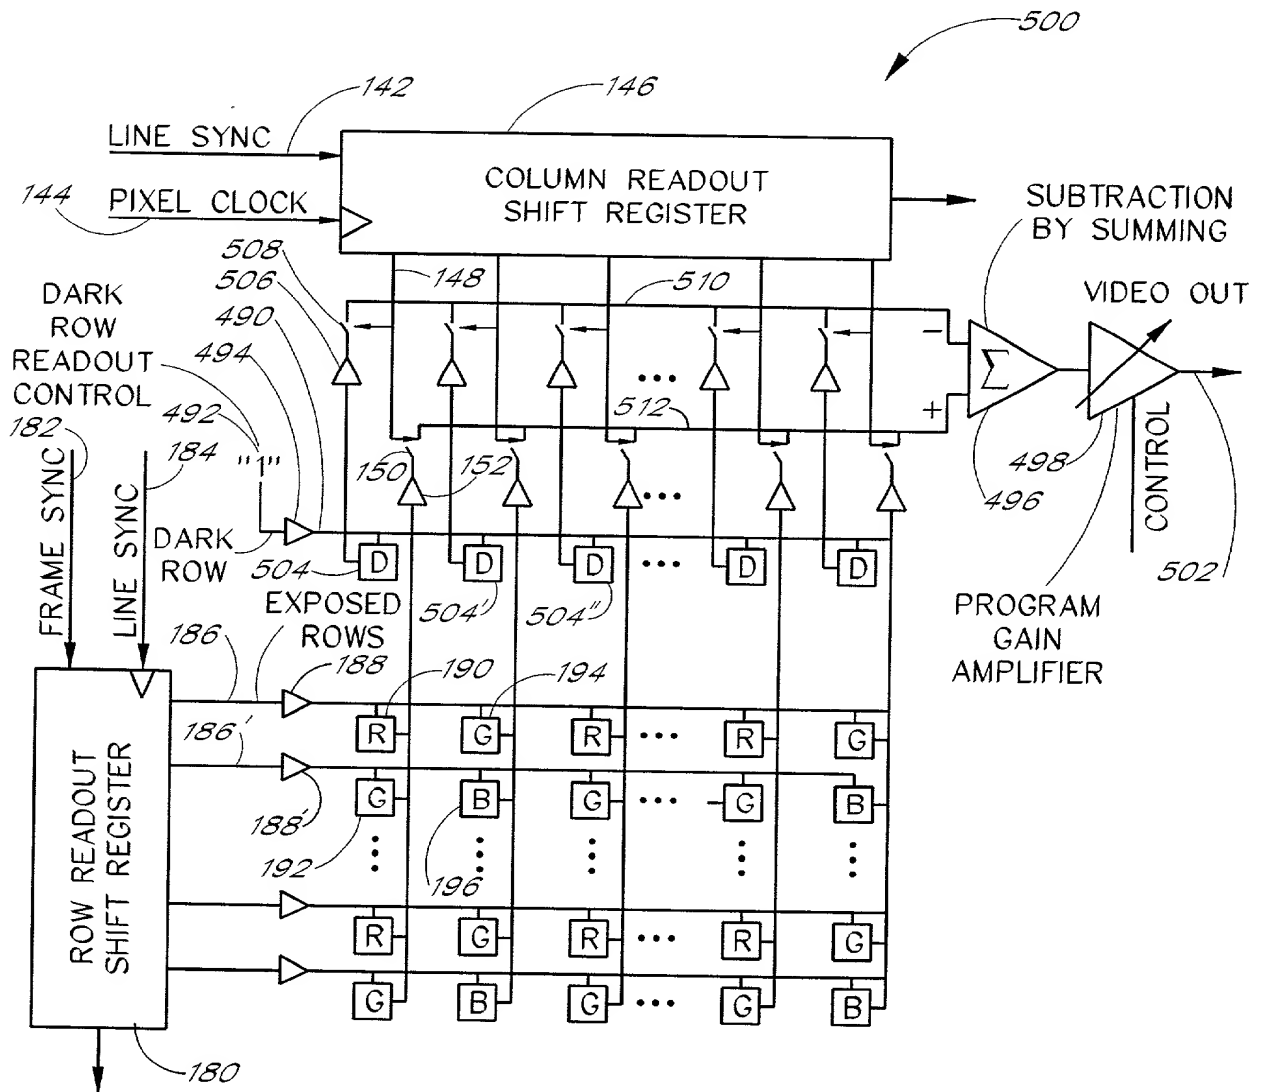 500
142
146
LINE SYNC
144
PIXEL CLOCK
COLUMN READOUT
SHIFT REGISTER
SUBTRACTION
BY SUMMING
508
506
148
510
DARK
ROW
READOUT
CONTROL
490
494
VIDEO OUT
−
Σ
+
512
182
492
184
"1"
150
152
498
496
CONTROL
502
FRAME SYNC
LINE SYNC
DARK
ROW
504
D
D
D
D
D
504'
504"
EXPOSED
ROWS
PROGRAM
GAIN
AMPLIFIER
186
188
190
194
R
G
R
R
G
186'
188'
G
B
G
G
B
192
196
ROW READOUT
SHIFT REGISTER
R
G
R
R
G
G
B
G
G
B
180